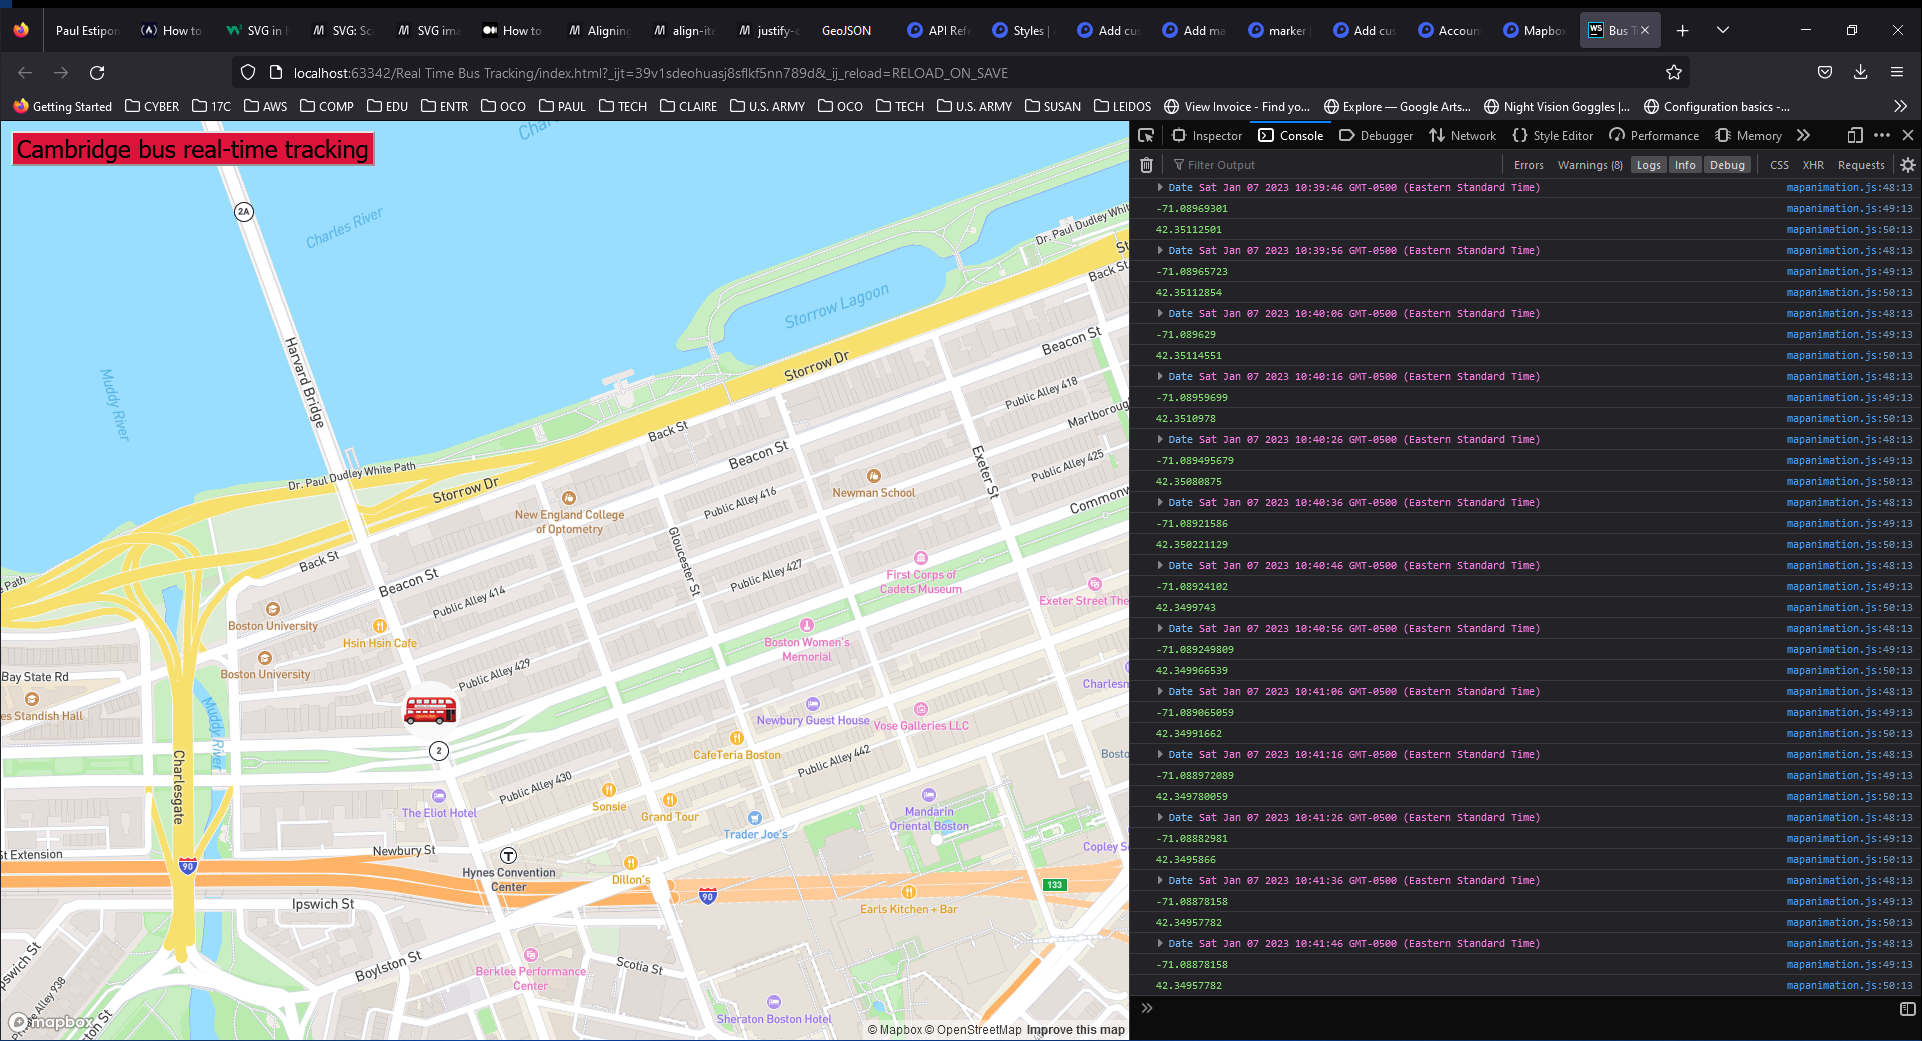 Paul Estipon
How to
SVG in H
SVG: Sc
SVG ima
How to
Aligning
align-ite
justify-c
GeoJSON
API Refe
Styles |
Add cus
Add ma
marker
Add cus
Account
Mapbox
Bus T
localhost:63342/Real Time Bus Tracking/index.html?_ijt=39v1sdeohuasj8sflkf5nn789d&_ij_reload=RELOAD_ON_SAVE
Getting Started CYBER 17C AWS COMP EDU ENTR OCO PAUL TECH CLAIRE U.S. ARMY OCO TECH U.S. ARMY SUSAN LEIDOS View Invoice - Find yo... Explore — Google Arts... Night Vision Goggles |... Configuration basics -...
Cambridge bus real-time tracking
2A
Charles River
Muddy River
Harvard Bridge
Storrow Lagoon
Dr. Paul Dudley White
Back St
Beacon St
Storrow Dr
Public Alley 418
Marlboroug
Back St
Beacon St
Public Alley 425
Exeter St
Commonw
Dr. Paul Dudley White Path
Storrow Dr
New England College
of Optometry
Newman School
Public Alley 416
Gloucester St
Back St
Beacon St
Public Alley 414
Public Alley 427
First Corps of
Cadets Museum
Exeter Street The
Path
Boston University
Hsin Hsin Cafe
Boston Women's
Memorial
Boston University
Public Alley 429
Bay State Rd
es Standish Hall
Muddy River
Charlesm
Newbury Guest House
Vose Galleries LLC
2
CafeTeria Boston
Public Alley 442
Charlesgate
Public Alley 430
Sonsie
The Eliot Hotel
Grand Tour
Trader Joe's
Mandarin
Oriental Boston
Bosto
Copley S
St Extension
Newbury St
90
Hynes Convention
Center
Dillon's
90
133
Earls Kitchen + Bar
Ipswich St
Ipswich St
Boylston St
Berklee Performance
Center
Scotia St
Private Alley 938
Sheraton Boston Hotel
mapbox
© Mapbox © OpenStreetMap Improve this map
Inspector Console Debugger Network Style Editor Performance Memory
Filter Output Errors Warnings (8) Logs Info Debug CSS XHR Requests
Date Sat Jan 07 2023 10:39:46 GMT-0500 (Eastern Standard Time) mapanimation.js:48:13
-71.08969301 mapanimation.js:49:13
42.35112501 mapanimation.js:50:13
Date Sat Jan 07 2023 10:39:56 GMT-0500 (Eastern Standard Time) mapanimation.js:48:13
-71.08965723 mapanimation.js:49:13
42.35112854 mapanimation.js:50:13
Date Sat Jan 07 2023 10:40:06 GMT-0500 (Eastern Standard Time) mapanimation.js:48:13
-71.089629 mapanimation.js:49:13
42.35114551 mapanimation.js:50:13
Date Sat Jan 07 2023 10:40:16 GMT-0500 (Eastern Standard Time) mapanimation.js:48:13
-71.08959699 mapanimation.js:49:13
42.3510978 mapanimation.js:50:13
Date Sat Jan 07 2023 10:40:26 GMT-0500 (Eastern Standard Time) mapanimation.js:48:13
-71.089495679 mapanimation.js:49:13
42.35080875 mapanimation.js:50:13
Date Sat Jan 07 2023 10:40:36 GMT-0500 (Eastern Standard Time) mapanimation.js:48:13
-71.08921586 mapanimation.js:49:13
42.350221129 mapanimation.js:50:13
Date Sat Jan 07 2023 10:40:46 GMT-0500 (Eastern Standard Time) mapanimation.js:48:13
-71.08924102 mapanimation.js:49:13
42.3499743 mapanimation.js:50:13
Date Sat Jan 07 2023 10:40:56 GMT-0500 (Eastern Standard Time) mapanimation.js:48:13
-71.089249809 mapanimation.js:49:13
42.349966539 mapanimation.js:50:13
Date Sat Jan 07 2023 10:41:06 GMT-0500 (Eastern Standard Time) mapanimation.js:48:13
-71.089065059 mapanimation.js:49:13
42.34991662 mapanimation.js:50:13
Date Sat Jan 07 2023 10:41:16 GMT-0500 (Eastern Standard Time) mapanimation.js:48:13
-71.088972089 mapanimation.js:49:13
42.349780059 mapanimation.js:50:13
Date Sat Jan 07 2023 10:41:26 GMT-0500 (Eastern Standard Time) mapanimation.js:48:13
-71.08882981 mapanimation.js:49:13
42.3495866 mapanimation.js:50:13
Date Sat Jan 07 2023 10:41:36 GMT-0500 (Eastern Standard Time) mapanimation.js:48:13
-71.08878158 mapanimation.js:49:13
42.34957782 mapanimation.js:50:13
Date Sat Jan 07 2023 10:41:46 GMT-0500 (Eastern Standard Time) mapanimation.js:48:13
-71.08878158 mapanimation.js:49:13
42.34957782 mapanimation.js:50:13